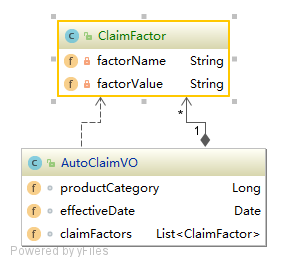 C ClaimFactor
f factorName String
f factorValue String
*
1
C AutoClaimVO
f productCategory Long
f effectiveDate Date
f claimFactors List<ClaimFactor>
Powered by yFiles